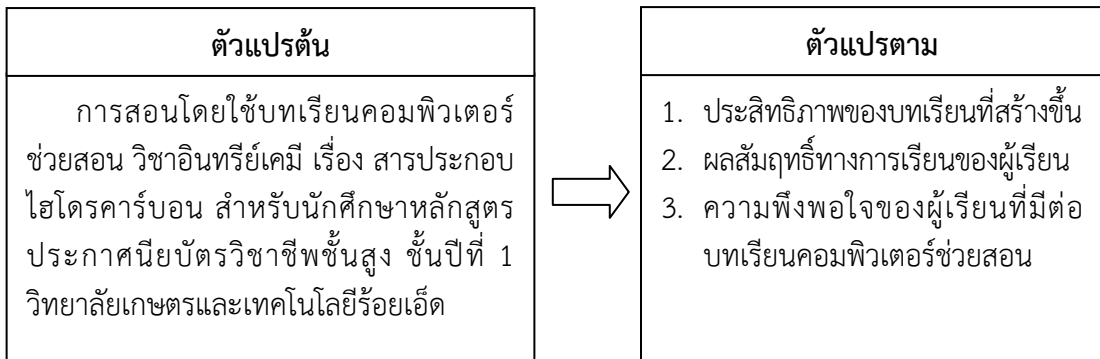 ตัวแปรต้น
การสอนโดยใช้บทเรียนคอมพิวเตอร์
ช่วยสอน วิชาอินทรีย์เคมี เรื่อง สารประกอบ
ไฮโดรคาร์บอน สำหรับนักศึกษาหลักสูตร
ประกาศนียบัตรวิชาชีพชั้นสูง ชั้นปีที่ 1
วิทยาลัยเกษตรและเทคโนโลยีร้อยเอ็ด
ตัวแปรตาม
1. ประสิทธิภาพของบทเรียนที่สร้างขึ้น
2. ผลสัมฤทธิ์ทางการเรียนของผู้เรียน
3. ความพึงพอใจของผู้เรียนที่มีต่อ
บทเรียนคอมพิวเตอร์ช่วยสอน